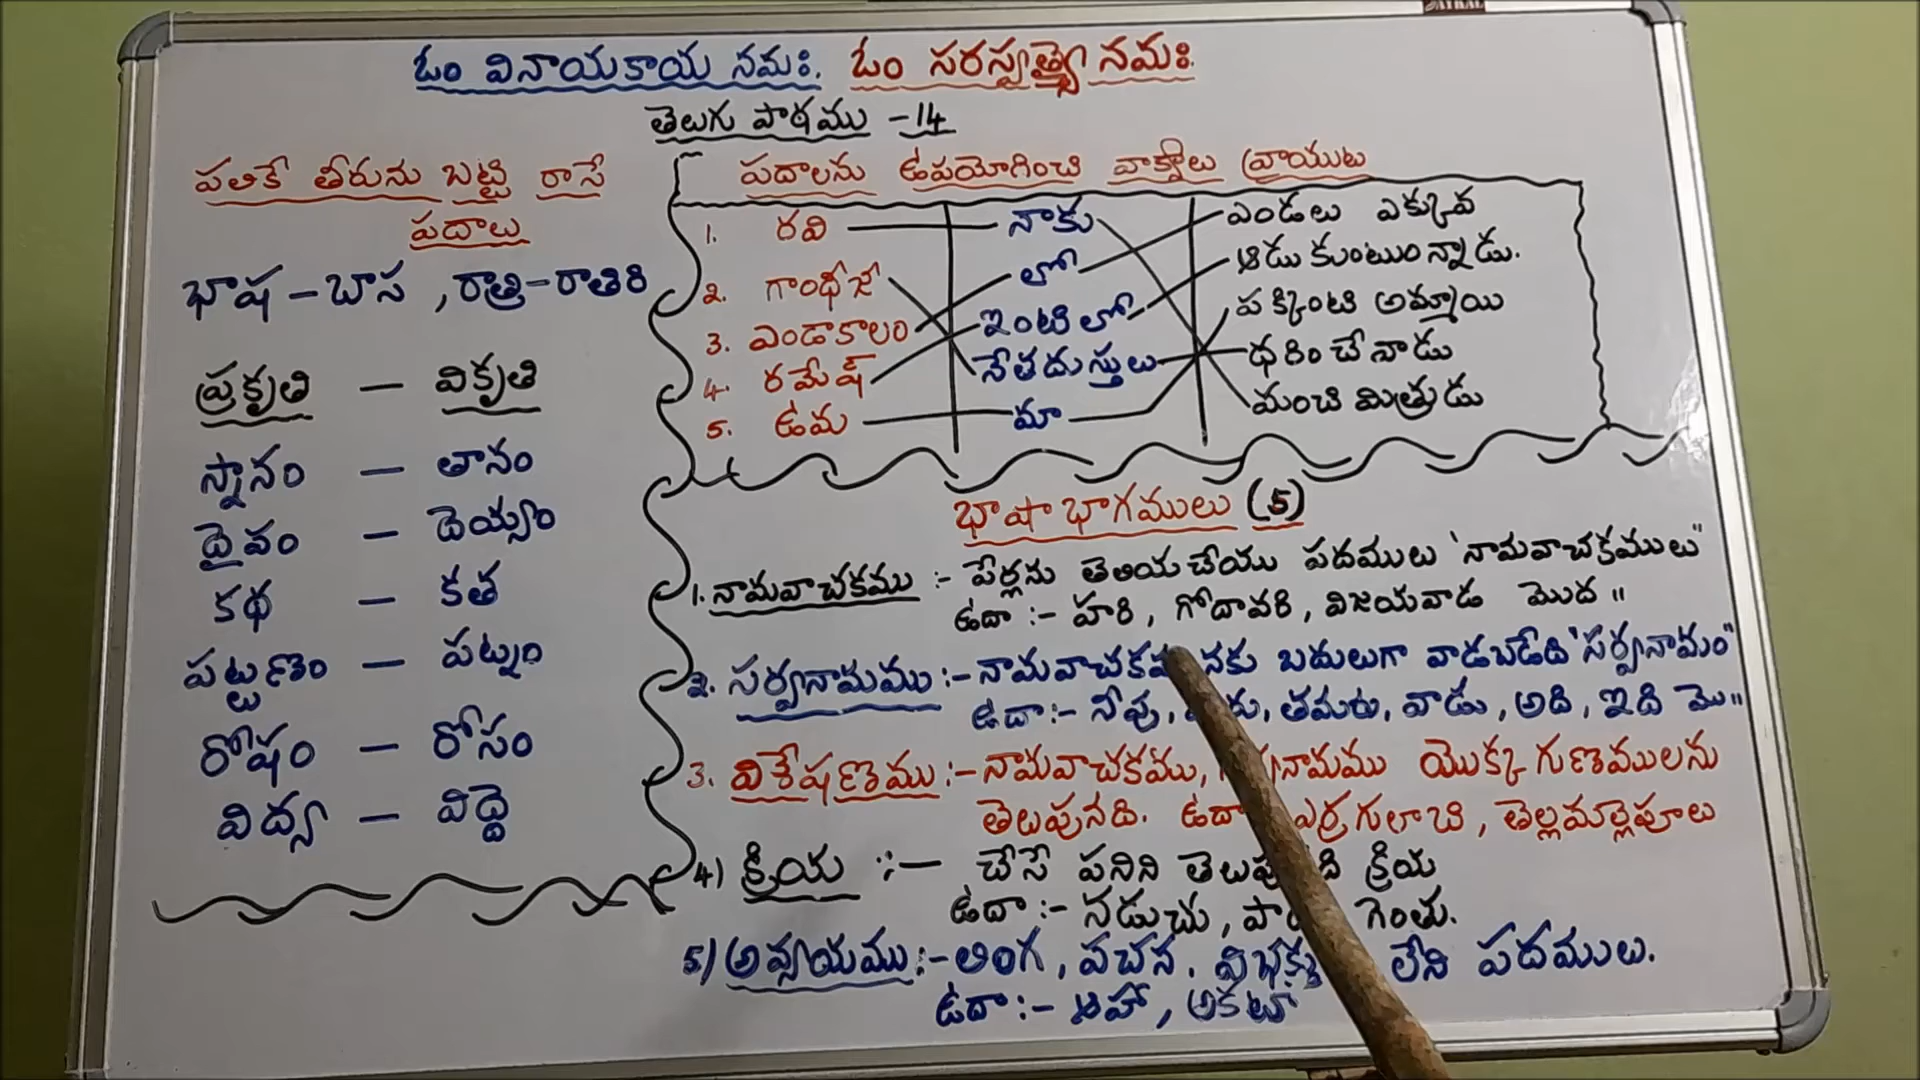 ఓం వినాయకాయ నమః. ఓం సరస్వత్యై నమః.
తెలుగు పాఠము - 14
పలికే తీరును బట్టి రాసే
పదాలు
భాష - బాస , రాత్రి - రాతిరి
ప్రకృతి - వికృతి
స్నానం - తానం
దైవం - దెయ్యం
కథ - కత
పట్టణం - పట్నం
రోషం - రోసం
విద్య - విద్దె
పదాలను ఉపయోగించి వాక్యాలు వ్రాయుట
1. రవి నాకు ఎండలు ఎక్కువ
2. గాంధీజీ లో ఆడు కుంటుం న్నాడు.
3. ఎండాకాలం ఇంటిలో పక్కింటి అమ్మాయి
4. రమేష్ నేతదుస్తులు ధరించేనాడు
5. ఉమ మా మంచి మిత్రుడు
భాషా భాగములు (5)
1. నామవాచకము :- పేర్లను తెలియచేయు పదములు 'నామవాచకములు"
ఉదా :- హరి, గోదావరి, విజయవాడ మొద "
2. సర్వనామము :- నామవాచకము నకు బదులుగా వాడబడేది "సర్వనామం"
ఉదా :- నీవు, తమరు, వాడు, అది, ఇది మొ "
3. విశేషణము :- నామవాచకము, నామము యొక్క గుణములను
తెలుపునది. ఉదా ఎర్రగులాబి, తెల్లమల్లెపూలు
4) క్రియ :- చేసే పనిని తెలుపు ది క్రియ
ఉదా :- నడుచు, గెంతు.
5) అవ్యయము :- లింగ, వచన, లేని పదములు.
ఉదా :- ఆహా, అకటా